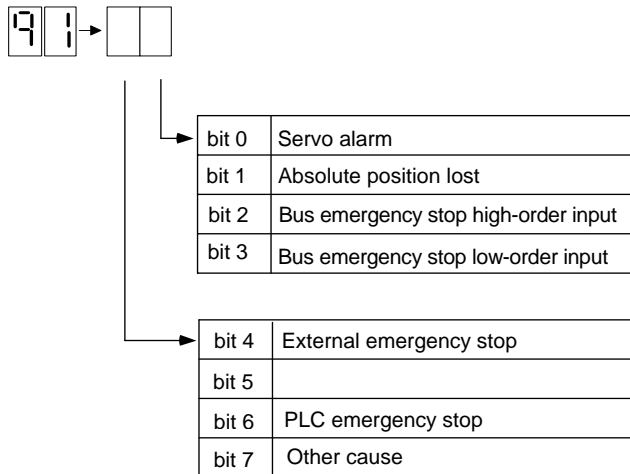 91
bit 0 Servo alarm
bit 1 Absolute position lost
bit 2 Bus emergency stop high-order input
bit 3 Bus emergency stop low-order input
bit 4 External emergency stop
bit 5
bit 6 PLC emergency stop
bit 7 Other cause